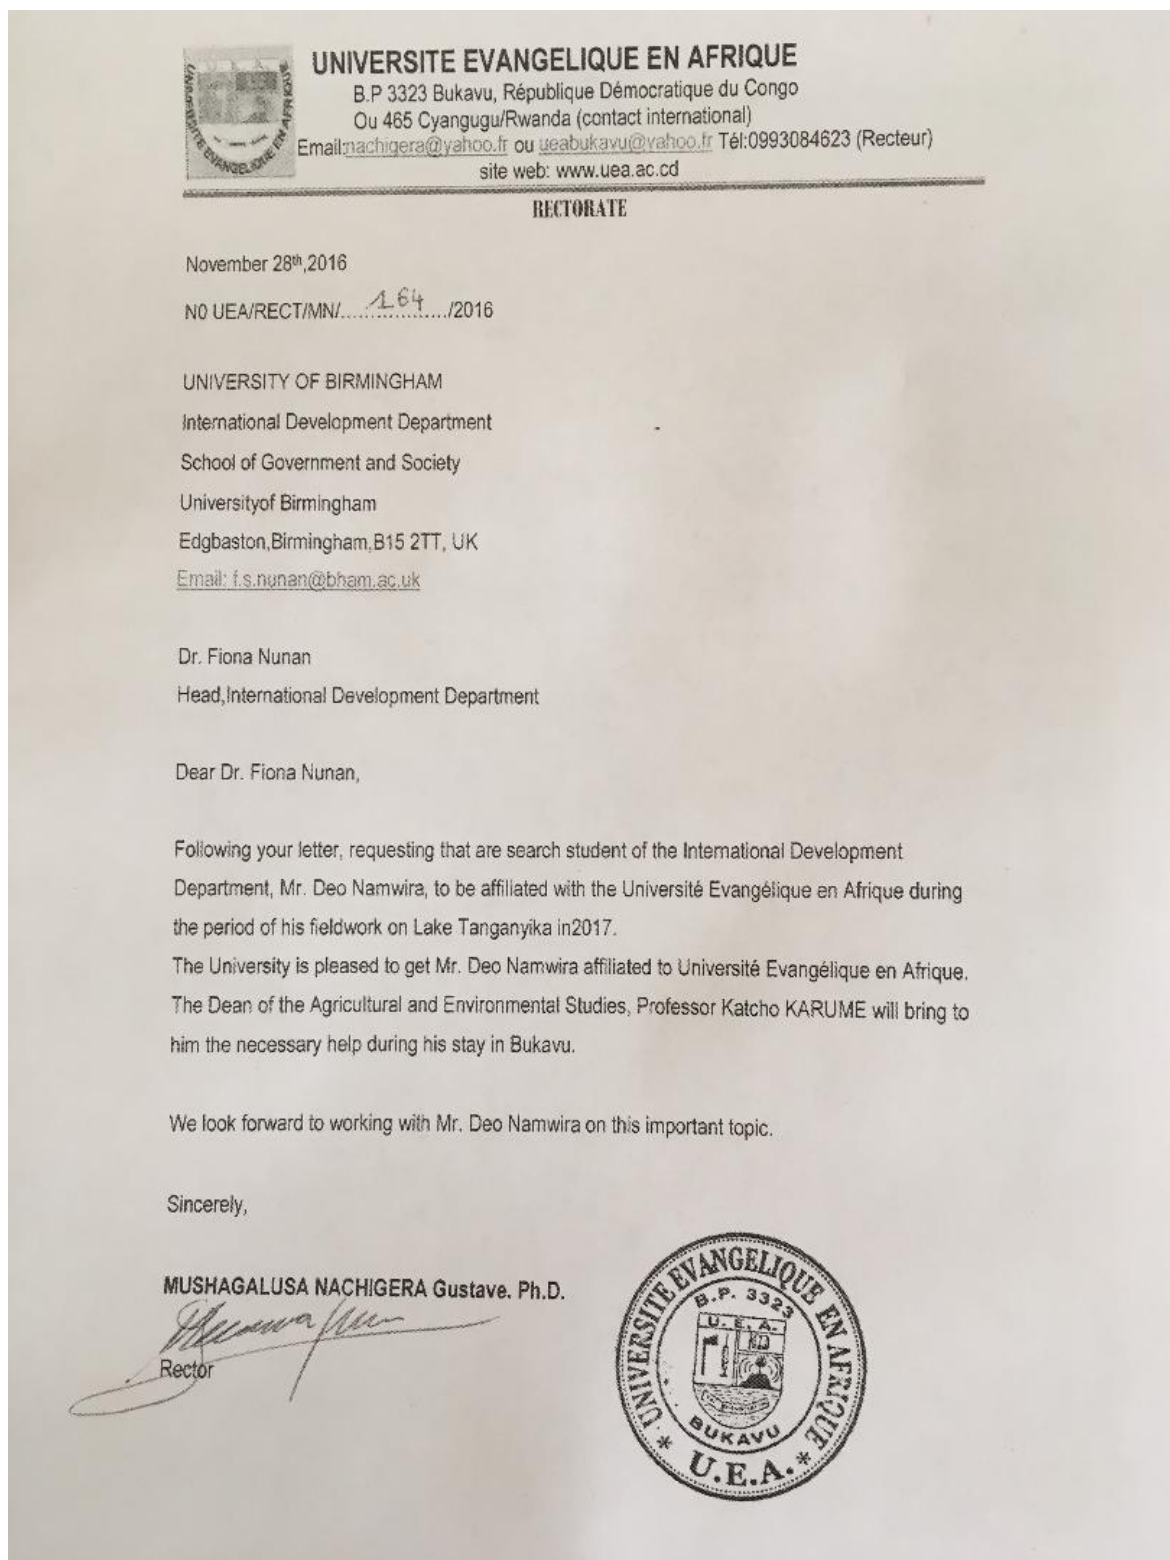 UNIVERSITE EVANGELIQUE EN AFRIQUE
B.P 3323 Bukavu, République Démocratique du Congo
Ou 465 Cyangugu/Rwanda (contact international)
Email:nachigera@yahoo.fr ou ueabukavu@yahoo.fr Tél:0993084623 (Recteur)
site web: www.uea.ac.cd
UNIVERSITE EVANGELIQUE EN AFRIQUE
RECTORATE
November 28th,2016
N0 UEA/RECT/MN/.....164...../2016
UNIVERSITY OF BIRMINGHAM
International Development Department
School of Government and Society
Universityof Birmingham
Edgbaston,Birmingham,B15 2TT, UK
Email: f.s.nunan@bham.ac.uk
Dr. Fiona Nunan
Head,International Development Department
Dear Dr. Fiona Nunan,
Following your letter, requesting that are search student of the International Development
Department, Mr. Deo Namwira, to be affiliated with the Université Evangélique en Afrique during
the period of his fieldwork on Lake Tanganyika in2017.
The University is pleased to get Mr. Deo Namwira affiliated to Université Evangélique en Afrique.
The Dean of the Agricultural and Environmental Studies, Professor Katcho KARUME will bring to
him the necessary help during his stay in Bukavu.
We look forward to working with Mr. Deo Namwira on this important topic.
Sincerely,
MUSHAGALUSA NACHIGERA Gustave. Ph.D.
Rector
UNIVERSITE EVANGELIQUE EN AFRIQUE
B.P. 3323
U. E. A.
BUKAVU
* U.E.A. *